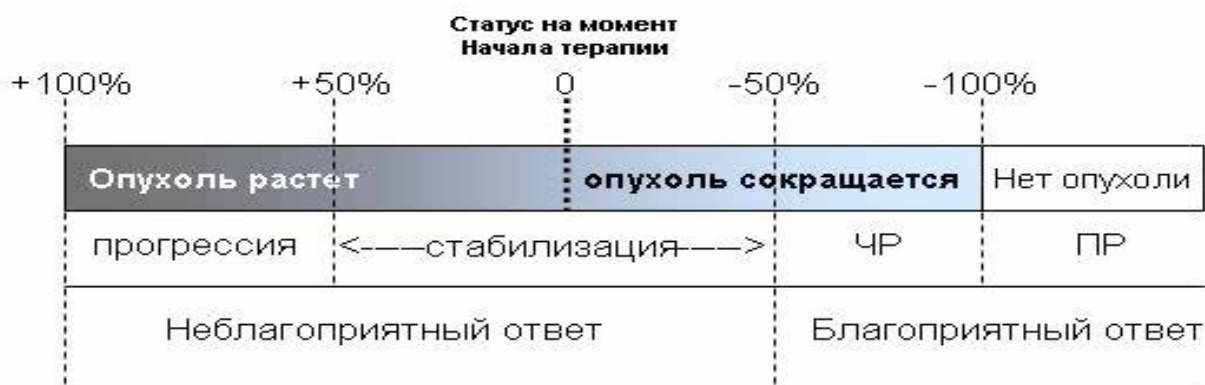 Статус на момент
Начала терапии
+100% +50% 0 -50% -100%
Опухоль растет опухоль сокращается Нет опухоли
прогрессия <-----стабилизация-----> ЧР ПР
Неблагоприятный ответ Благоприятный ответ